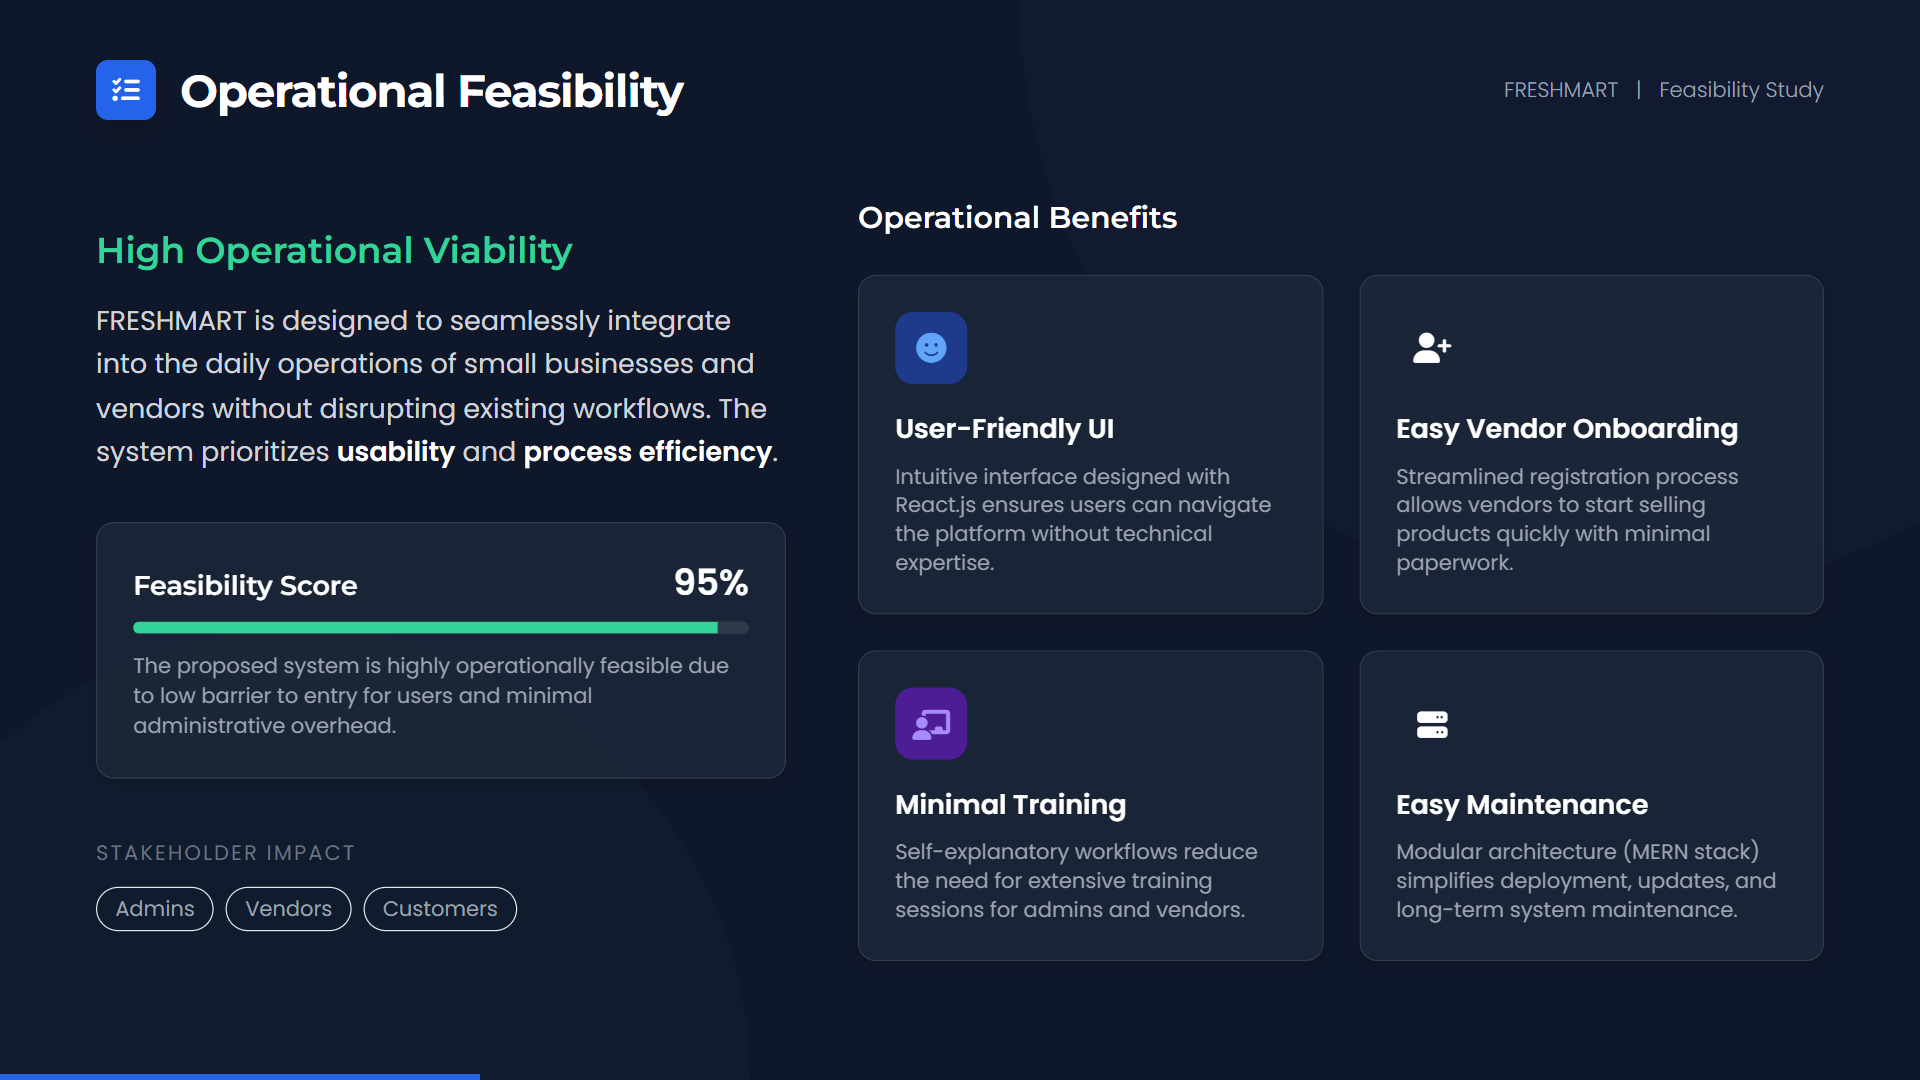 Operational Feasibility
FRESHMART | Feasibility Study
High Operational Viability
FRESHMART is designed to seamlessly integrate
into the daily operations of small businesses and
vendors without disrupting existing workflows. The
system prioritizes usability and process efficiency.
Feasibility Score
95%
The proposed system is highly operationally feasible due
to low barrier to entry for users and minimal
administrative overhead.
STAKEHOLDER IMPACT
Admins
Vendors
Customers
Operational Benefits
User-Friendly UI
Intuitive interface designed with
React.js ensures users can navigate
the platform without technical
expertise.
Easy Vendor Onboarding
Streamlined registration process
allows vendors to start selling
products quickly with minimal
paperwork.
Minimal Training
Self-explanatory workflows reduce
the need for extensive training
sessions for admins and vendors.
Easy Maintenance
Modular architecture (MERN stack)
simplifies deployment, updates, and
long-term system maintenance.